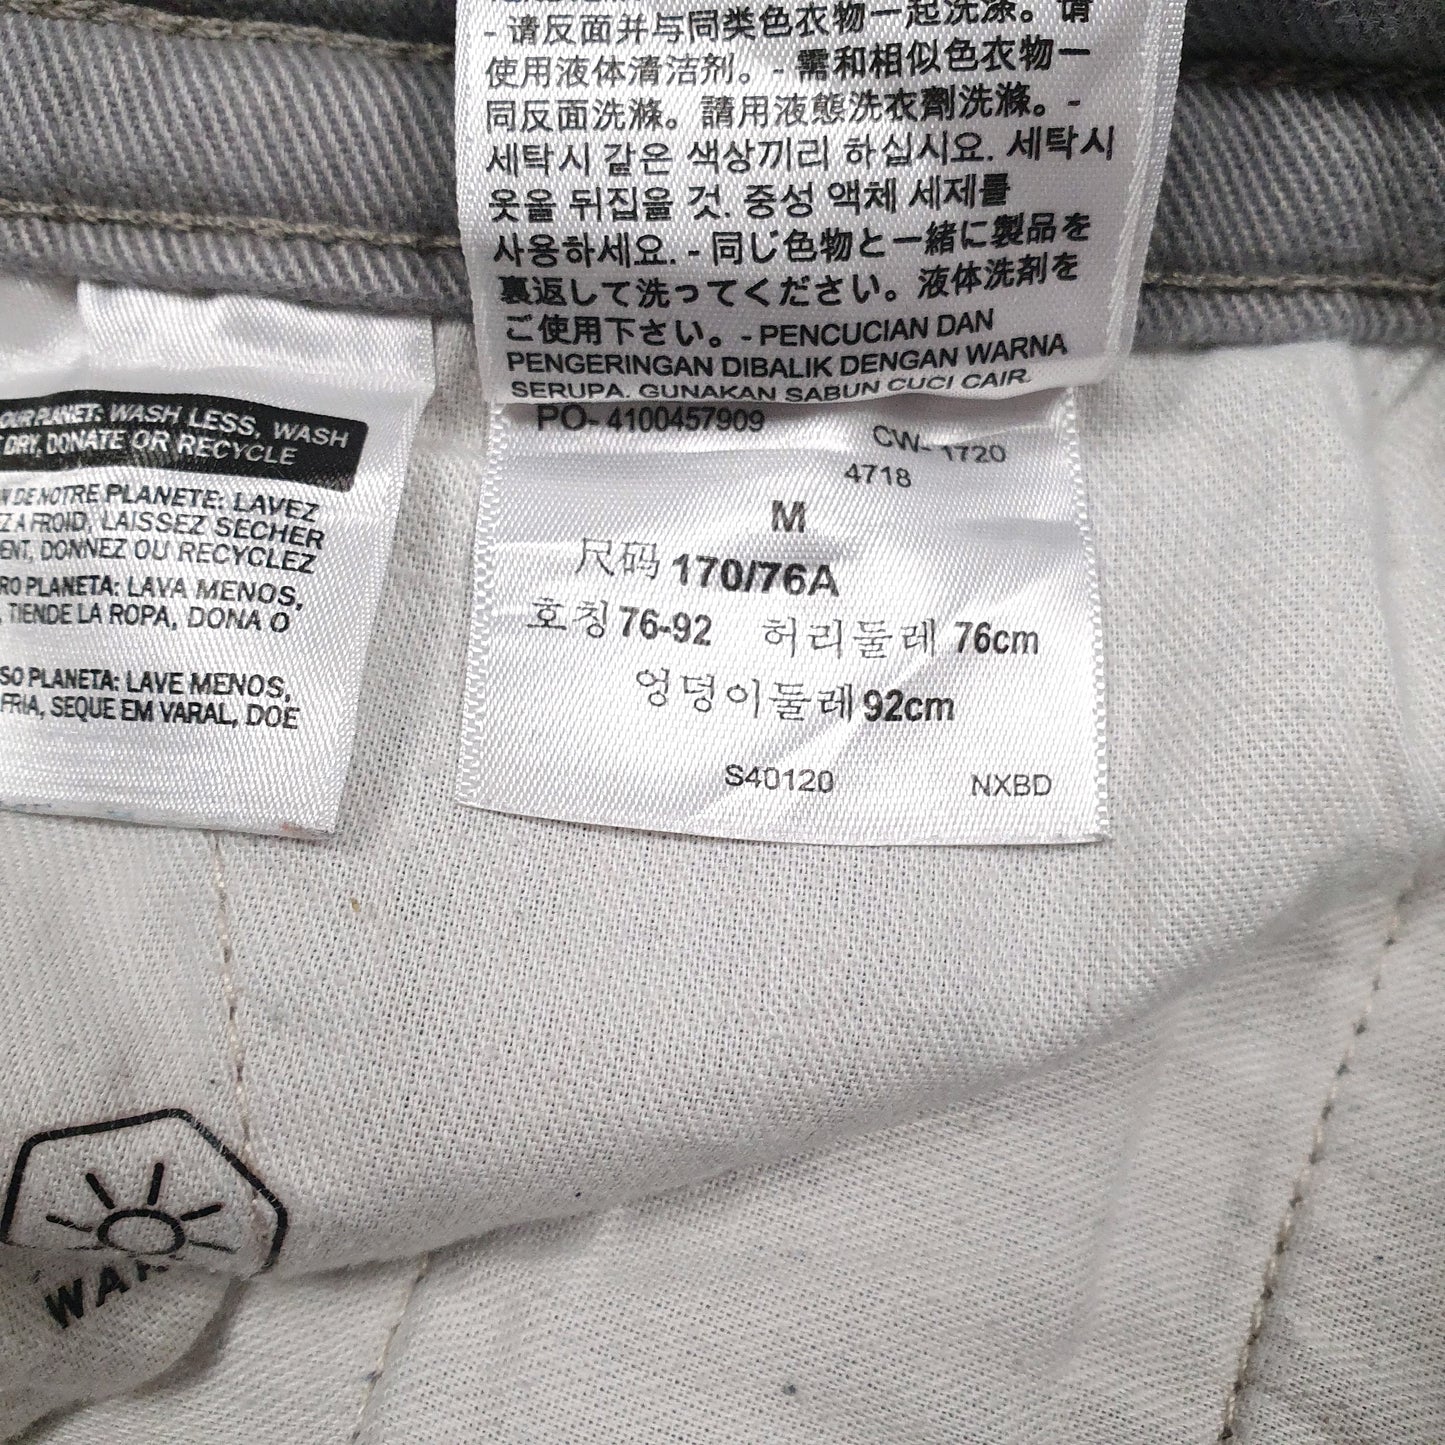 - 请反面并与同类色衣物一起洗涤。请
使用液体清洁剂。- 需和相似色衣物一
同反面洗滌。請用液態洗衣劑洗滌。-
세탁시 같은 색상끼리 하십시요. 세탁시
옷을 뒤집을 것. 중성 액체 세제를
사용하세요. - 同じ色物と一緒に製品を
裏返して洗ってください。液体洗剤を
ご使用下さい。- PENCUCIAN DAN
PENGERINGAN DIBALIK DENGAN WARNA
SERUPA. GUNAKAN SABUN CUCI CAIR.
OUR PLANET: WASH LESS, WASH
DRY, DONATE OR RECYCLE
DE NOTRE PLANETE: LAVEZ
A FROID, LAISSEZ SECHER
DONNEZ OU RECYCLEZ
PLANETA: LAVA MENOS,
TIENDE LA ROPA, DONA O
PLANETA: LAVE MENOS,
FRIA, SEQUE EM VARAL, DOE
PO- 4100457909
CW- 1720
4718
M
尺码 170/76A
호칭 76-92 허리둘레 76cm
엉덩이둘레 92cm
S40120 NXBD